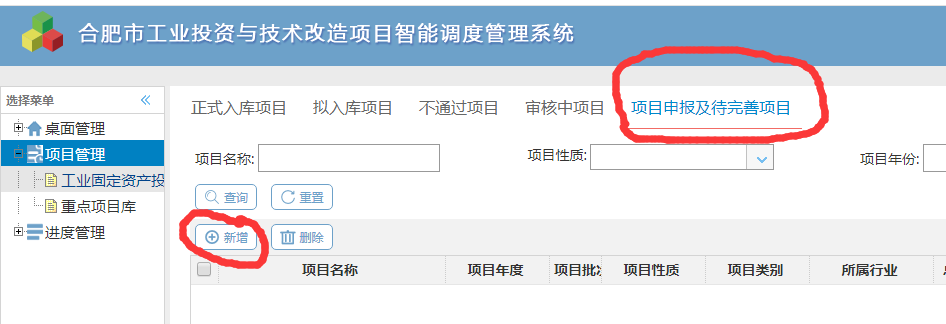 合肥市工业投资与技术改造项目智能调度管理系统
选择菜单
正式入库项目 拟入库项目 不通过项目 审核中项目 项目申报及待完善项目
桌面管理
项目管理
工业固定资产投
重点项目库
进度管理
项目名称: 项目性质: 项目年份:
查询 重置
新增 删除
项目名称 项目年度 项目批次 项目性质 项目类别 所属行业